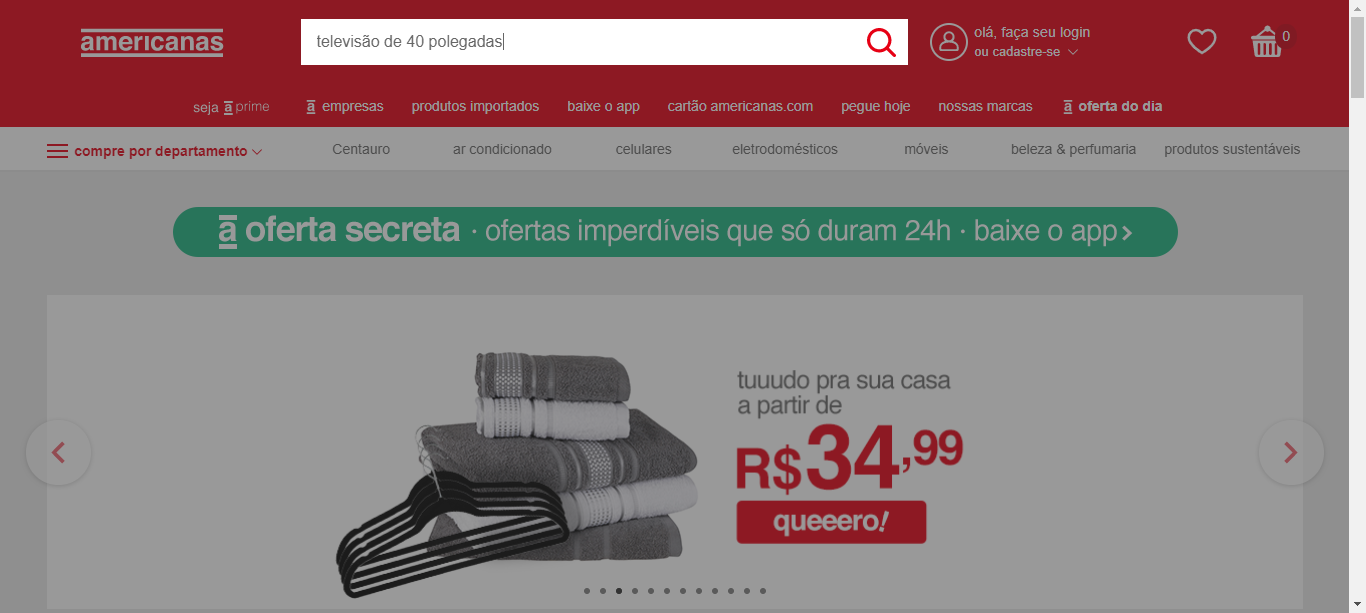 americanas
televisão de 40 polegadas
olá, faça seu login
ou cadastre-se
0
seja a prime
a empresas
produtos importados
baixe o app
cartão americanas.com
pegue hoje
nossas marcas
a oferta do dia
compre por departamento
Centauro
ar condicionado
celulares
eletrodomésticos
móveis
beleza & perfumaria
produtos sustentáveis
a oferta secreta · ofertas imperdíveis que só duram 24h · baixe o app
tuuudo pra sua casa
a partir de
R$34,99
queeero!